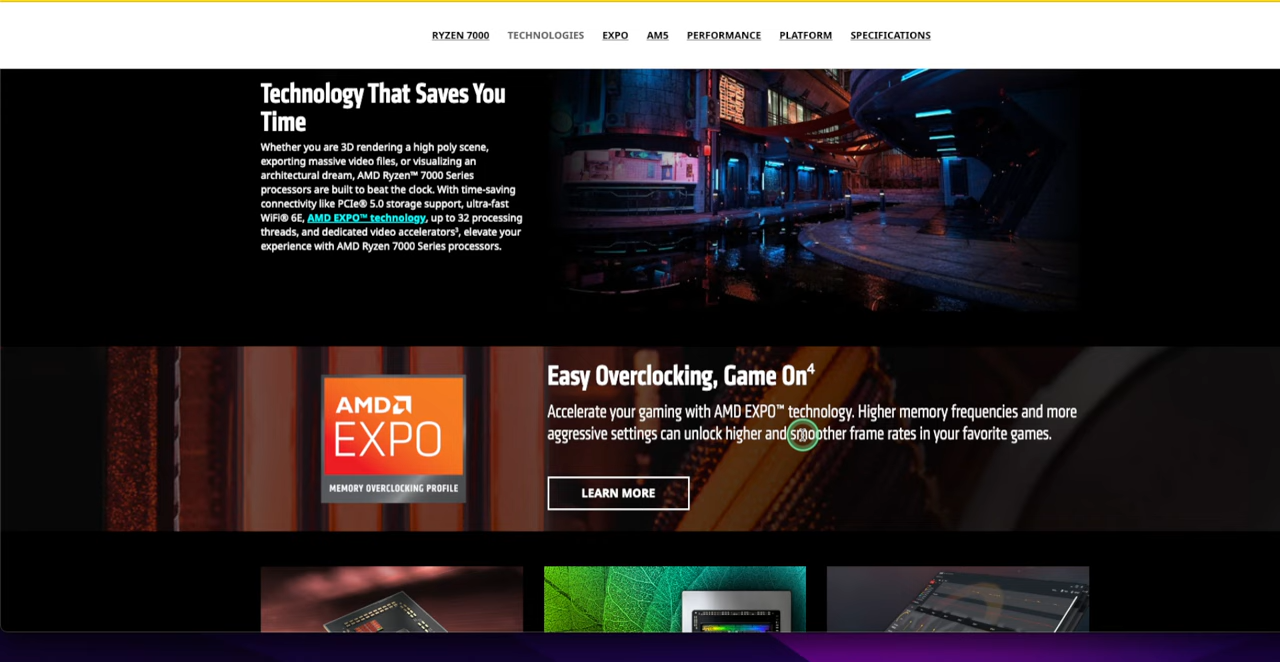 RYZEN 7000 TECHNOLOGIES EXPO AM5 PERFORMANCE PLATFORM SPECIFICATIONS
Technology That Saves You
Time
Whether you are 3D rendering a high poly scene,
exporting massive video files, or visualizing an
architectural dream, AMD Ryzen™ 7000 Series
processors are built to beat the clock. With time-saving
connectivity like PCIe® 5.0 storage support, ultra-fast
WiFi® 6E, AMD EXPO™ technology, up to 32 processing
threads, and dedicated video accelerators³, elevate your
experience with AMD Ryzen 7000 Series processors.
AMD
EXPO
MEMORY OVERCLOCKING PROFILE
Easy Overclocking, Game On⁴
Accelerate your gaming with AMD EXPO™ technology. Higher memory frequencies and more
aggressive settings can unlock higher and smoother frame rates in your favorite games.
LEARN MORE